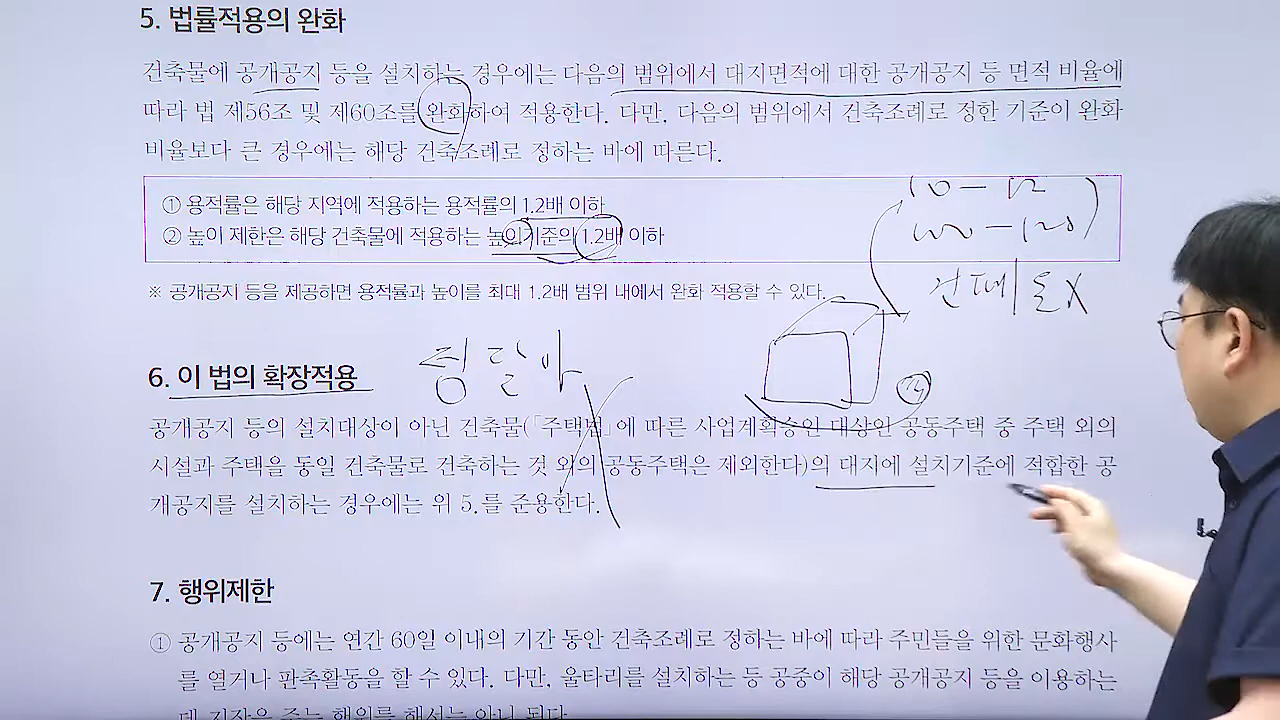 5. 법률적용의 완화
건축물에 공개공지 등을 설치하는 경우에는 다음의 범위에서 대지면적에 대한 공개공지 등 면적 비율에
따라 법 제56조 및 제60조를 완화하여 적용한다. 다만, 다음의 범위에서 건축조례로 정한 기준이 완화
비율보다 큰 경우에는 해당 건축조례로 정하는 바에 따른다.
① 용적률은 해당 지역에 적용하는 용적률의 1.2배 이하
② 높이 제한은 해당 건축물에 적용하는 높이기준의 1.2배 이하
10 - 12
100 - 120
※ 공개공지 등을 제공하면 용적률과 높이를 최대 1.2배 범위 내에서 완화 적용할 수 있다.
6. 이 법의 확장적용
공개공지 등의 설치대상이 아닌 건축물(「주택법」에 따른 사업계획승인 대상인 공동주택 중 주택 외의
시설과 주택을 동일 건축물로 건축하는 것 외의 공동주택은 제외한다)의 대지에 설치기준에 적합한 공
개공지를 설치하는 경우에는 위 5.를 준용한다.
7. 행위제한
① 공개공지 등에는 연간 60일 이내의 기간 동안 건축조례로 정하는 바에 따라 주민들을 위한 문화행사
를 열거나 판촉활동을 할 수 있다. 다만, 울타리를 설치하는 등 공중이 해당 공개공지 등을 이용하는
데 지장을 주는 행위를 해서는 아니 된다.